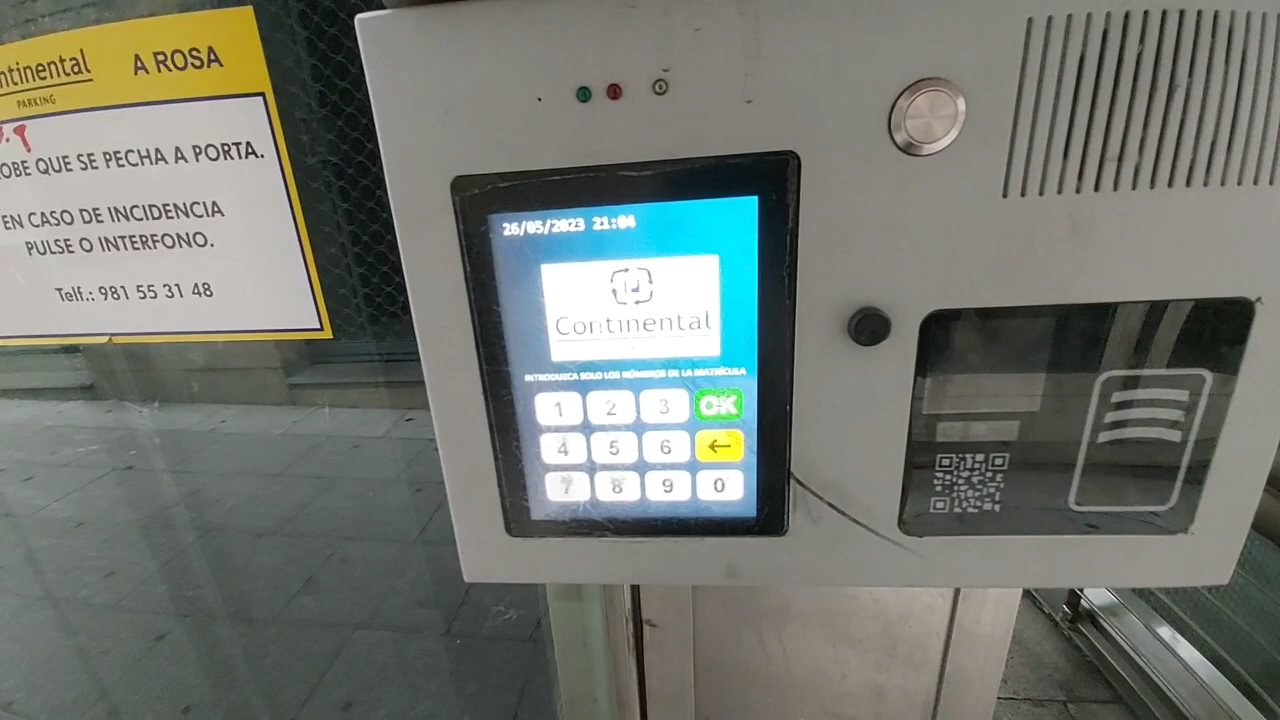 ntinental
A ROSA
PARKING
OBE QUE SE PECHA A PORTA.
EN CASO DE INCIDENCIA
PULSE O INTERFONO.
Telf.: 981 55 31 48
26/05/2023 21:04
Continental
INTRODUZCA SOLO LOS NÚMEROS DE LA MATRÍCULA
1 2 3 OK
4 5 6 ←
7 8 9 0